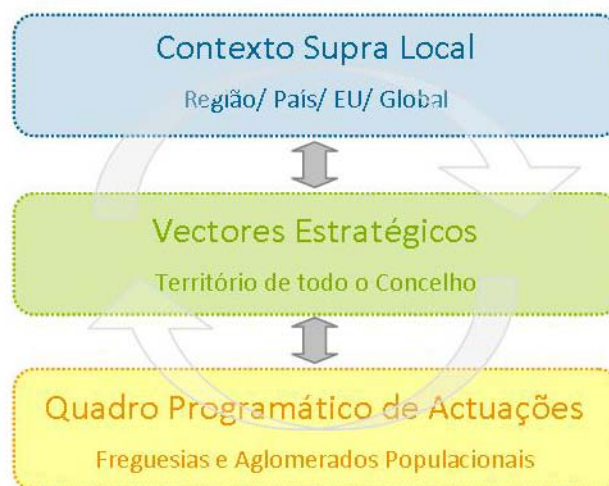 Contexto Supra Local
Região/ País/ EU/ Global
Vectores Estratégicos
Território de todo o Concelho
Quadro Programático de Actuações
Freguesias e Aglomerados Populacionais